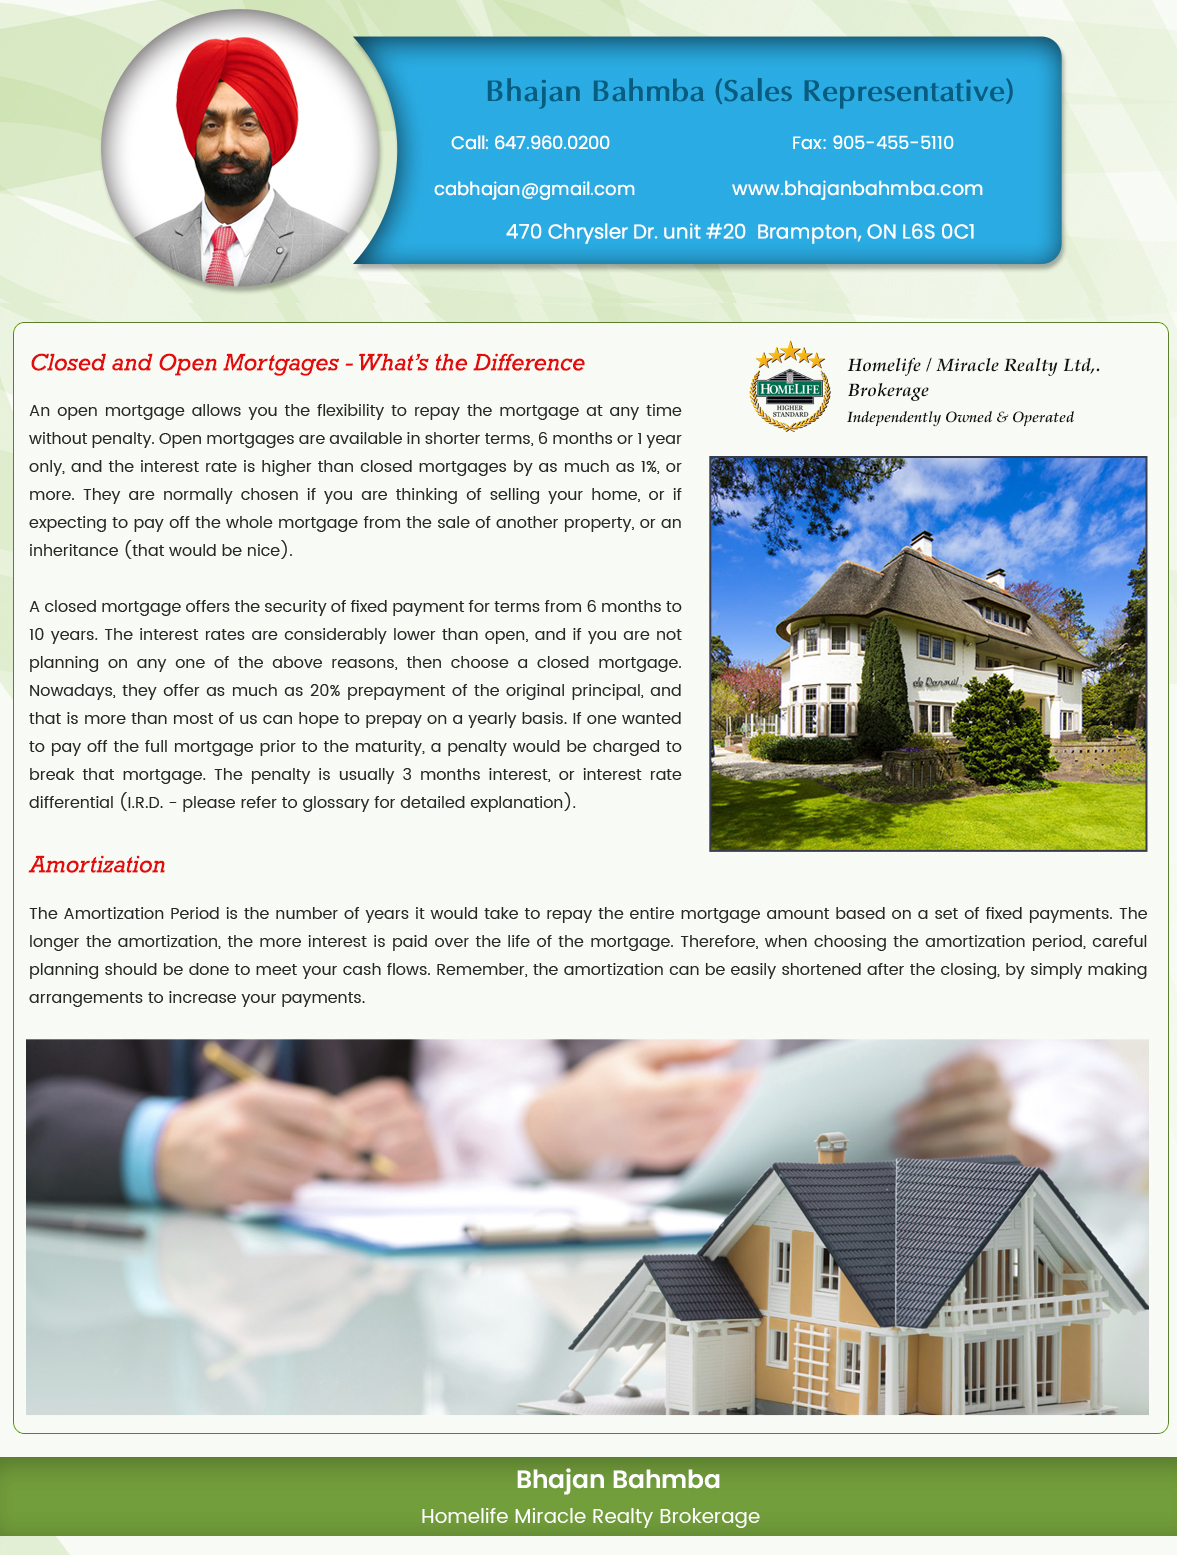 Bhajan Bahmba (Sales Representative)
Call: 647.960.0200
Fax: 905-455-5110
cabhajan@gmail.com
www.bhajanbahmba.com
470 Chrysler Dr. unit #20 Brampton, ON L6S 0C1
Closed and Open Mortgages - What's the Difference
An open mortgage allows you the flexibility to repay the mortgage at any time
without penalty. Open mortgages are available in shorter terms, 6 months or 1 year
only, and the interest rate is higher than closed mortgages by as much as 1%, or
more. They are normally chosen if you are thinking of selling your home, or if
expecting to pay off the whole mortgage from the sale of another property, or an
inheritance (that would be nice).
A closed mortgage offers the security of fixed payment for terms from 6 months to
10 years. The interest rates are considerably lower than open, and if you are not
planning on any one of the above reasons, then choose a closed mortgage.
Nowadays, they offer as much as 20% prepayment of the original principal, and
that is more than most of us can hope to prepay on a yearly basis. If one wanted
to pay off the full mortgage prior to the maturity, a penalty would be charged to
break that mortgage. The penalty is usually 3 months interest, or interest rate
differential (I.R.D. - please refer to glossary for detailed explanation).
HOMELIFE
HIGHER
STANDARD
Homelife / Miracle Realty Ltd,.
Brokerage
Independently Owned & Operated
Amortization
The Amortization Period is the number of years it would take to repay the entire mortgage amount based on a set of fixed payments. The
longer the amortization, the more interest is paid over the life of the mortgage. Therefore, when choosing the amortization period, careful
planning should be done to meet your cash flows. Remember, the amortization can be easily shortened after the closing, by simply making
arrangements to increase your payments.
Bhajan Bahmba
Homelife Miracle Realty Brokerage